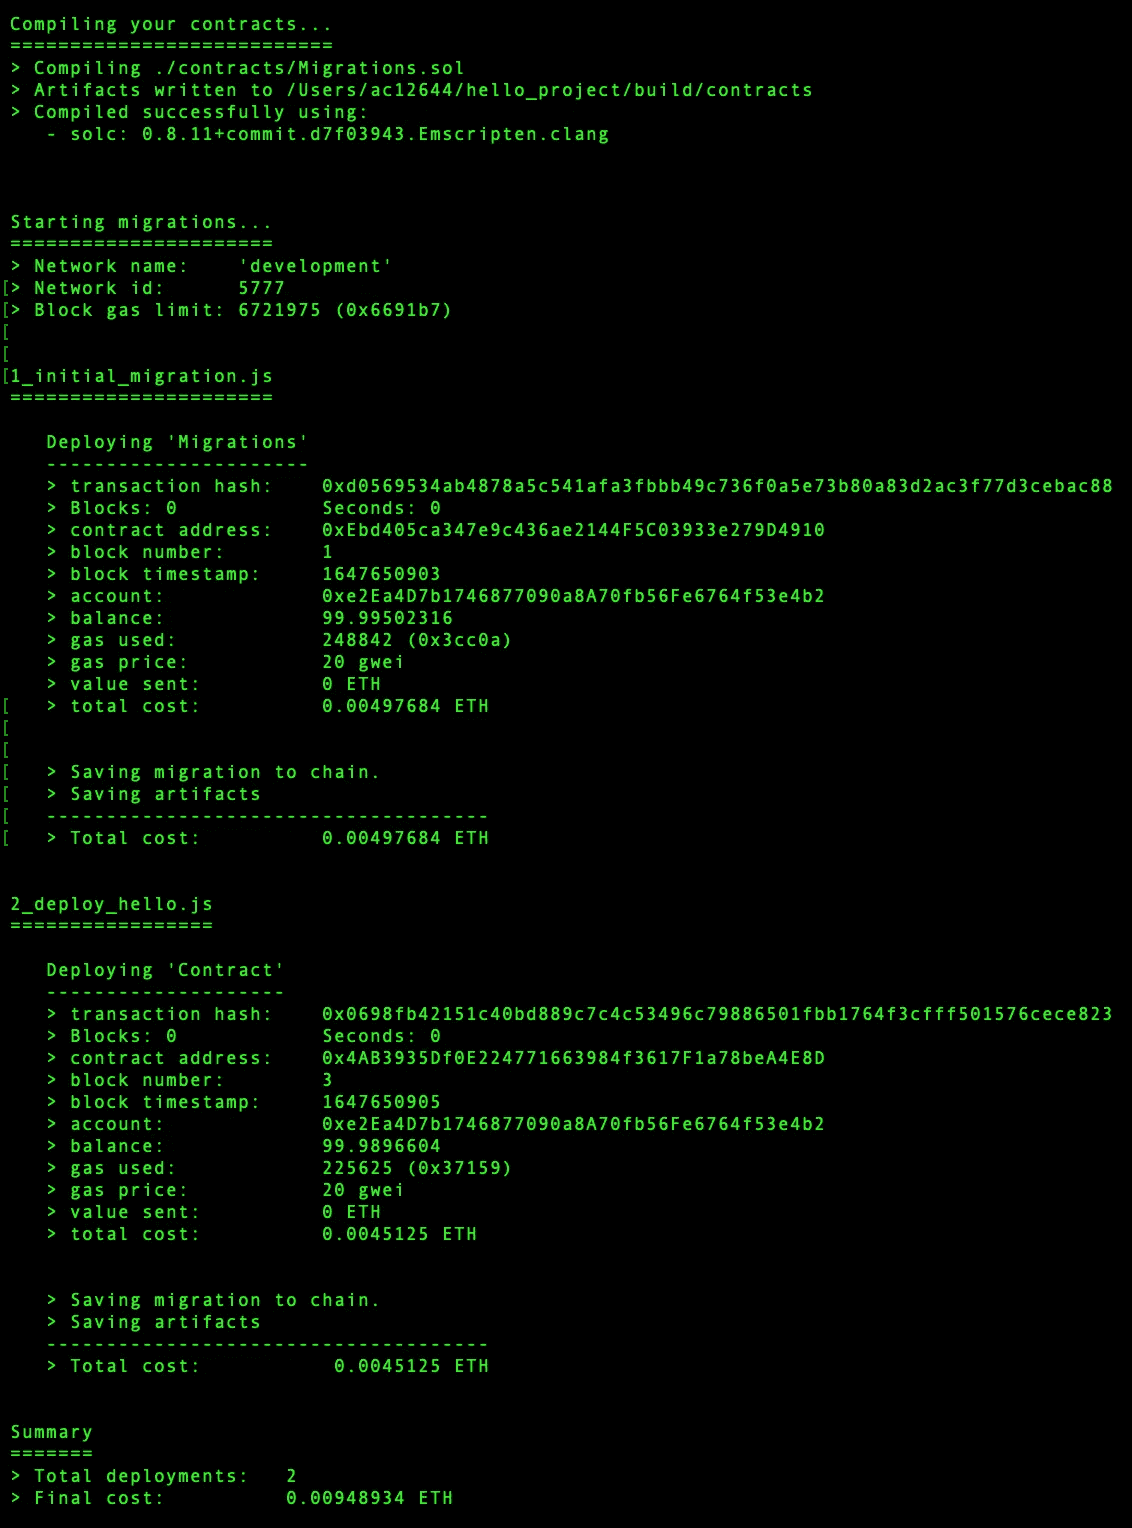 Compiling your contracts...
===========================
> Compiling ./contracts/Migrations.sol
> Artifacts written to /Users/ac12644/hello_project/build/contracts
> Compiled successfully using:
   - solc: 0.8.11+commit.d7f03943.Emscripten.clang
Starting migrations...
======================
> Network name:    'development'
[> Network id:      5777
[> Block gas limit: 6721975 (0x6691b7)
[
[
[1_initial_migration.js
======================
   Deploying 'Migrations'
   ----------------------
   > transaction hash:    0xd0569534ab4878a5c541afa3fbbb49c736f0a5e73b80a83d2ac3f77d3cebac88
   > Blocks: 0            Seconds: 0
   > contract address:    0xEbd405ca347e9c436ae2144F5C03933e279D4910
   > block number:        1
   > block timestamp:     1647650903
   > account:             0xe2Ea4D7b1746877090a8A70fb56Fe6764f53e4b2
   > balance:             99.99502316
   > gas used:            248842 (0x3cc0a)
   > gas price:           20 gwei
   > value sent:          0 ETH
[   > total cost:          0.00497684 ETH
[
[
[   > Saving migration to chain.
[   > Saving artifacts
[   -------------------------------------
[   > Total cost:          0.00497684 ETH
2_deploy_hello.js
=================
   Deploying 'Contract'
   --------------------
   > transaction hash:    0x0698fb42151c40bd889c7c4c53496c79886501fbb1764f3cfff501576cece823
   > Blocks: 0            Seconds: 0
   > contract address:    0x4AB3935Df0E224771663984f3617F1a78beA4E8D
   > block number:        3
   > block timestamp:     1647650905
   > account:             0xe2Ea4D7b1746877090a8A70fb56Fe6764f53e4b2
   > balance:             99.9896604
   > gas used:            225625 (0x37159)
   > gas price:           20 gwei
   > value sent:          0 ETH
   > total cost:          0.0045125 ETH
   > Saving migration to chain.
   > Saving artifacts
   -------------------------------------
   > Total cost:           0.0045125 ETH
Summary
=======
> Total deployments:   2
> Final cost:          0.00948934 ETH